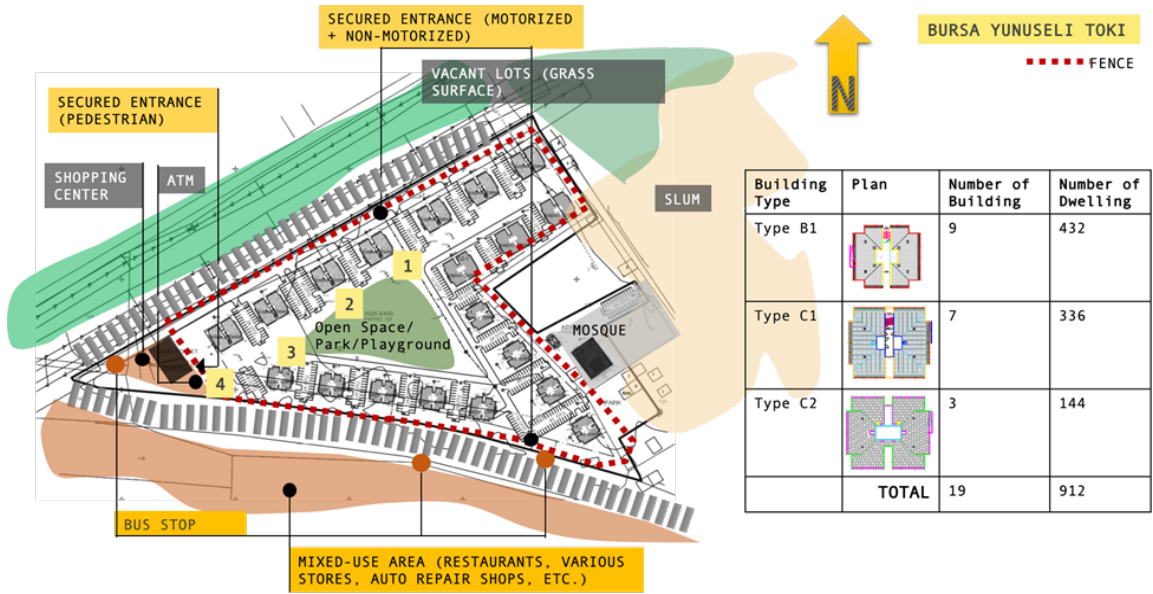 SECURED ENTRANCE (MOTORIZED
+ NON-MOTORIZED)
BURSA YUNUSELI TOKI
FENCE
N
VACANT LOTS (GRASS
SURFACE)
SECURED ENTRANCE
(PEDESTRIAN)
SHOPPING
CENTER
ATM
SLUM
1
2
Open Space/
Park/Playground
3
4
MOSQUE
PARK
BUS STOP
MIXED-USE AREA (RESTAURANTS, VARIOUS
STORES, AUTO REPAIR SHOPS, ETC.)
Building Type Plan Number of Building Number of Dwelling
Type B1 9 432
Type C1 7 336
Type C2 3 144
TOTAL 19 912